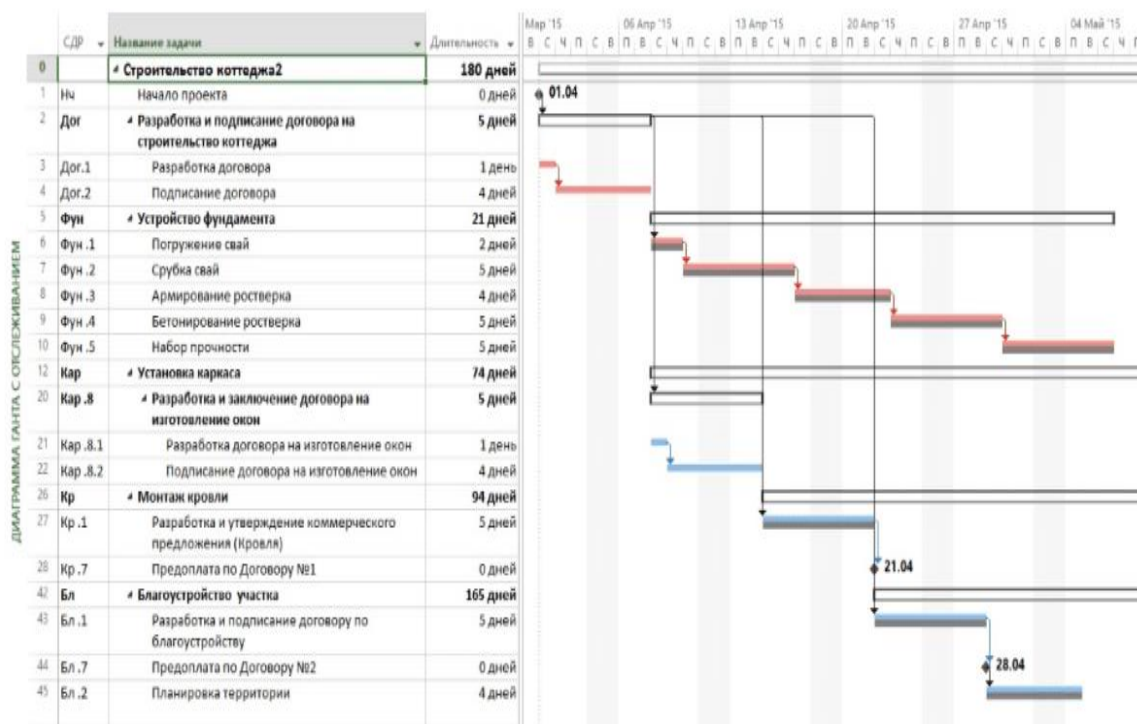 Мар '15 06 Апр '15 13 Апр '15 20 Апр '15 27 Апр '15 04 Май '15
СДР Название задачи Длительность В С Ч П С В П В С Ч П С В П В С Ч П С В П В С Ч П С В П В С Ч П С В П В С Ч П
0 Строительство коттеджа2 180 дней
1 Нч Начало проекта 0 дней 01.04
2 Дог Разработка и подписание договора на
строительство коттеджа 5 дней
3 Дог.1 Разработка договора 1 день
4 Дог.2 Подписание договора 4 дней
5 Фун Устройство фундамента 21 дней
6 Фун .1 Погружение свай 2 дней
7 Фун .2 Срубка свай 5 дней
8 Фун .3 Армирование ростверка 4 дней
9 Фун .4 Бетонирование ростверка 5 дней
10 Фун .5 Набор прочности 5 дней
12 Кар Установка каркаса 74 дней
20 Кар .8 Разработка и заключение договора на
изготовление окон 5 дней
21 Кар .8.1 Разработка договора на изготовление окон 1 день
22 Кар .8.2 Подписание договора на изготовление окон 4 дней
26 Кр Монтаж кровли 94 дней
27 Кр .1 Разработка и утверждение коммерческого
предложения (Кровля) 5 дней
28 Кр .7 Предоплата по Договору №1 0 дней 21.04
42 Бл Благоустройство участка 165 дней
43 Бл .1 Разработка и подписание договору по
благоустройству 5 дней
44 Бл .7 Предоплата по Договору №2 0 дней 28.04
45 Бл .2 Планировка территории 4 дней
ДИАГРАММА ГАНТА С ОТСЛЕЖИВАНИЕМ